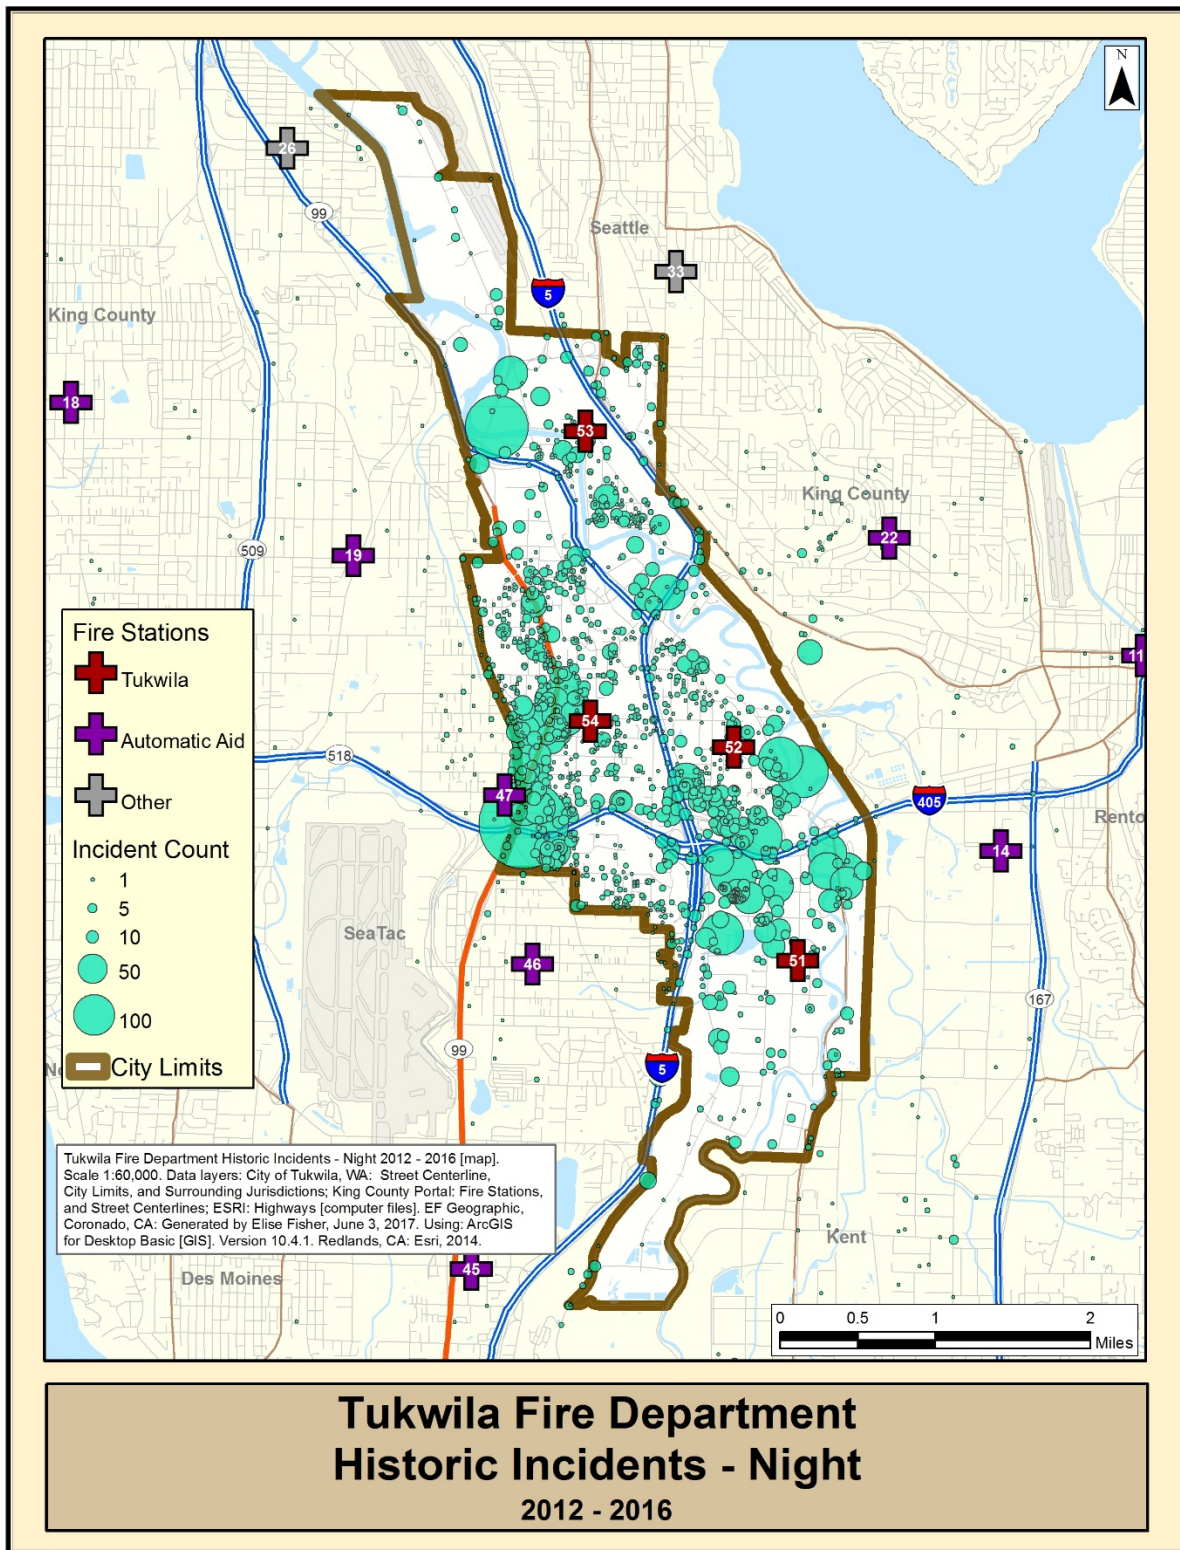 N
26
99
Seattle
33
5
King County
18
53
King County
22
19
509
Fire Stations
Tukwila
Automatic Aid
Other
Incident Count
1
5
10
50
100
City Limits
11
54
52
518
47
405
Rento
14
SeaTac
46
51
167
99
5
Tukwila Fire Department Historic Incidents - Night 2012 - 2016 [map].
Scale 1:60,000. Data layers: City of Tukwila, WA: Street Centerline,
City Limits, and Surrounding Jurisdictions; King County Portal: Fire Stations,
and Street Centerlines; ESRI: Highways [computer files]. EF Geographic,
Coronado, CA: Generated by Elise Fisher, June 3, 2017. Using: ArcGIS
for Desktop Basic [GIS]. Version 10.4.1. Redlands, CA: Esri, 2014.
Kent
45
Des Moines
0 0.5 1 2
Miles
Tukwila Fire Department
Historic Incidents - Night
2012 - 2016